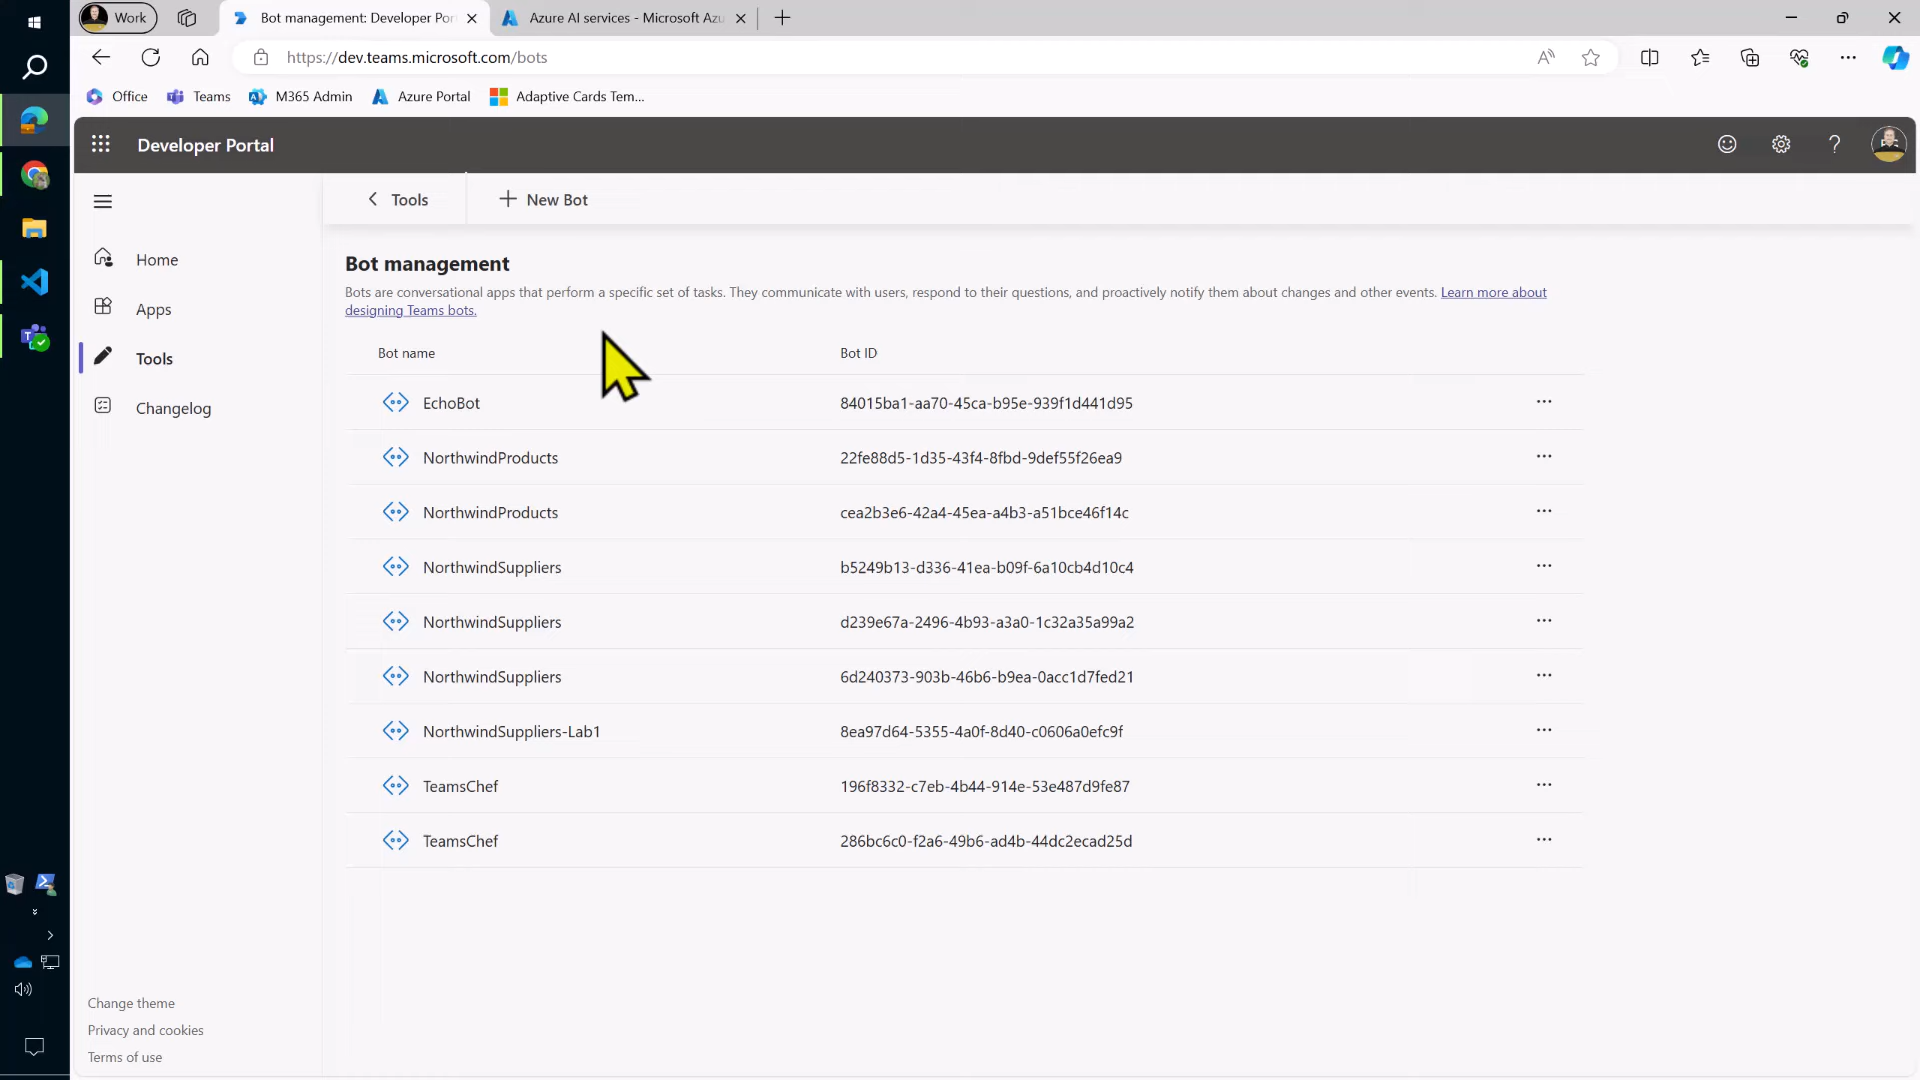 Work
Bot management: Developer Por
Azure AI services - Microsoft Azu
https://dev.teams.microsoft.com/bots
Office
Teams
M365 Admin
Azure Portal
Adaptive Cards Tem...
Developer Portal
Tools
New Bot
Home
Apps
Tools
Changelog
Bot management
Bots are conversational apps that perform a specific set of tasks. They communicate with users, respond to their questions, and proactively notify them about changes and other events. Learn more about
designing Teams bots.
Bot name Bot ID
EchoBot 84015ba1-aa70-45ca-b95e-939f1d441d95
NorthwindProducts 22fe88d5-1d35-43f4-8fbd-9def55f26ea9
NorthwindProducts cea2b3e6-42a4-45ea-a4b3-a51bce46f14c
NorthwindSuppliers b5249b13-d336-41ea-b09f-6a10cb4d10c4
NorthwindSuppliers d239e67a-2496-4b93-a3a0-1c32a35a99a2
NorthwindSuppliers 6d240373-903b-46b6-b9ea-0acc1d7fed21
NorthwindSuppliers-Lab1 8ea97d64-5355-4a0f-8d40-c0606a0efc9f
TeamsChef 196f8332-c7eb-4b44-914e-53e487d9fe87
TeamsChef 286bc6c0-f2a6-49b6-ad4b-44dc2ecad25d
Change theme
Privacy and cookies
Terms of use